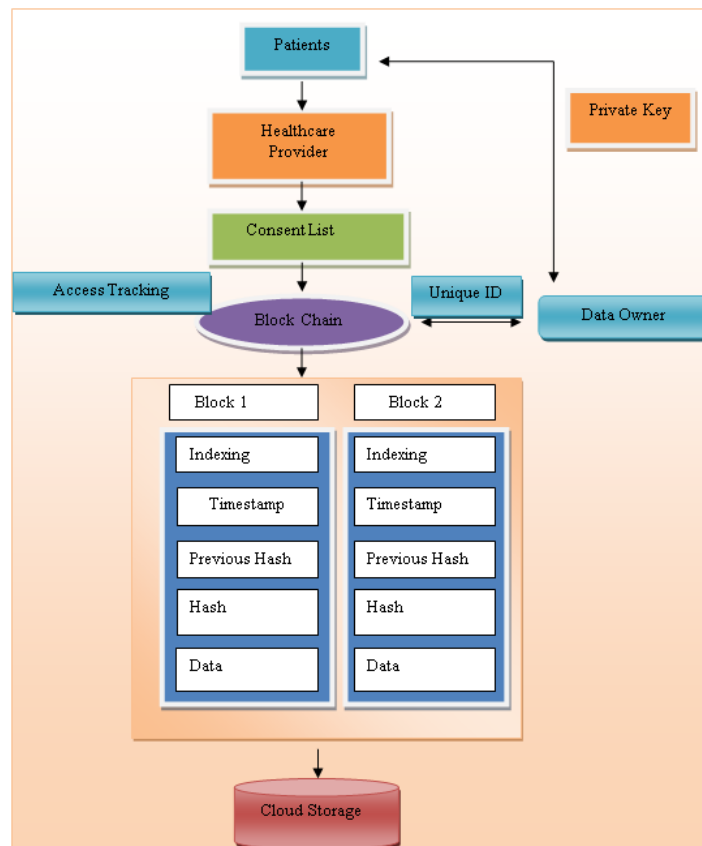 Patients
Private Key
Healthcare
Provider
Consent List
Access Tracking
Unique ID
Block Chain
Data Owner
Block 1
Block 2
Indexing
Indexing
Timestamp
Timestamp
Previous Hash
Previous Hash
Hash
Hash
Data
Data
Cloud Storage